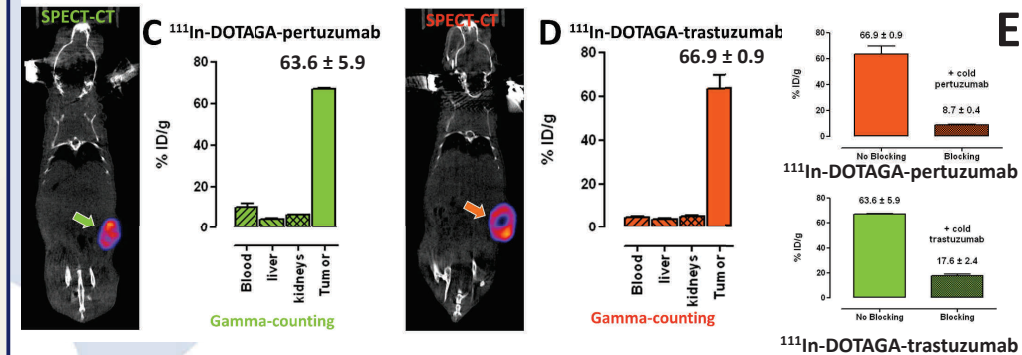 SPECT-CT
C
¹¹¹In-DOTAGA-pertuzumab
63.6 ± 5.9
% ID/g
80
60
40
20
0
Blood
liver
kidneys
Tumor
Gamma-counting
SPECT-CT
D
¹¹¹In-DOTAGA-trastuzumab
66.9 ± 0.9
% ID/g
80
60
40
20
0
Blood
liver
kidneys
Tumor
Gamma-counting
E
66.9 ± 0.9
+ cold
pertuzumab
8.7 ± 0.4
% ID/g
80
60
40
20
0
No Blocking
Blocking
¹¹¹In-DOTAGA-pertuzumab
63.6 ± 5.9
+ cold
trastuzumab
17.6 ± 2.4
% ID/g
80
60
40
20
0
No Blocking
Blocking
¹¹¹In-DOTAGA-trastuzumab